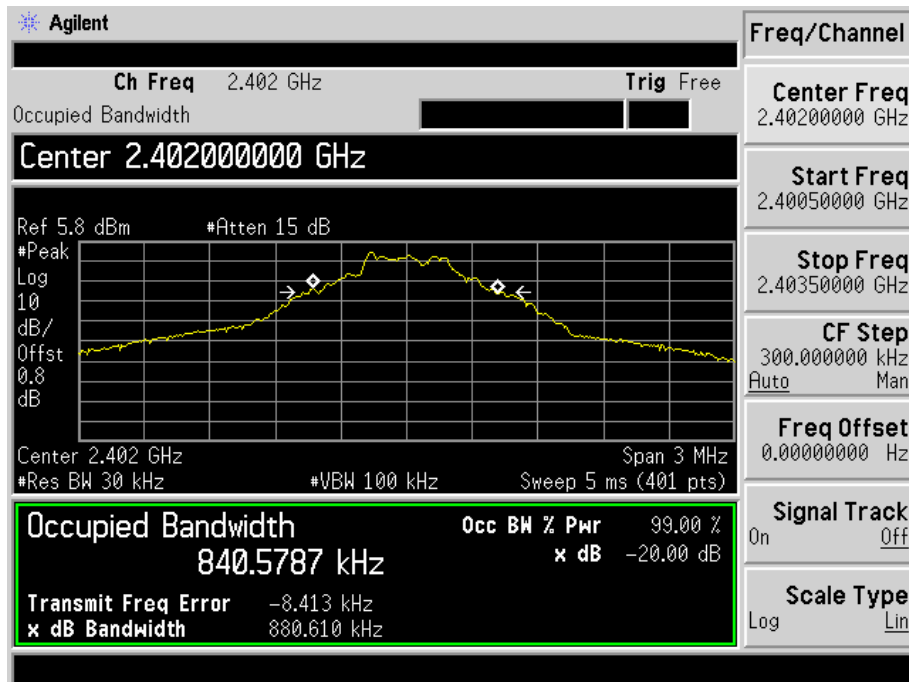 Agilent
Freq/Channel
Ch Freq 2.402 GHz Trig Free
Occupied Bandwidth
Center 2.402000000 GHz
Ref 5.8 dBm #Atten 15 dB
#Peak
Log
10
dB/
Offst
0.8
dB
Center 2.402 GHz Span 3 MHz
#Res BW 30 kHz #VBW 100 kHz Sweep 5 ms (401 pts)
Occupied Bandwidth Occ BW % Pwr 99.00 %
840.5787 kHz x dB -20.00 dB
Transmit Freq Error -8.413 kHz
x dB Bandwidth 880.610 kHz
Center Freq
2.40200000 GHz
Start Freq
2.40050000 GHz
Stop Freq
2.40350000 GHz
CF Step
300.000000 kHz
Auto Man
Freq Offset
0.00000000 Hz
Signal Track
On Off
Scale Type
Log Lin